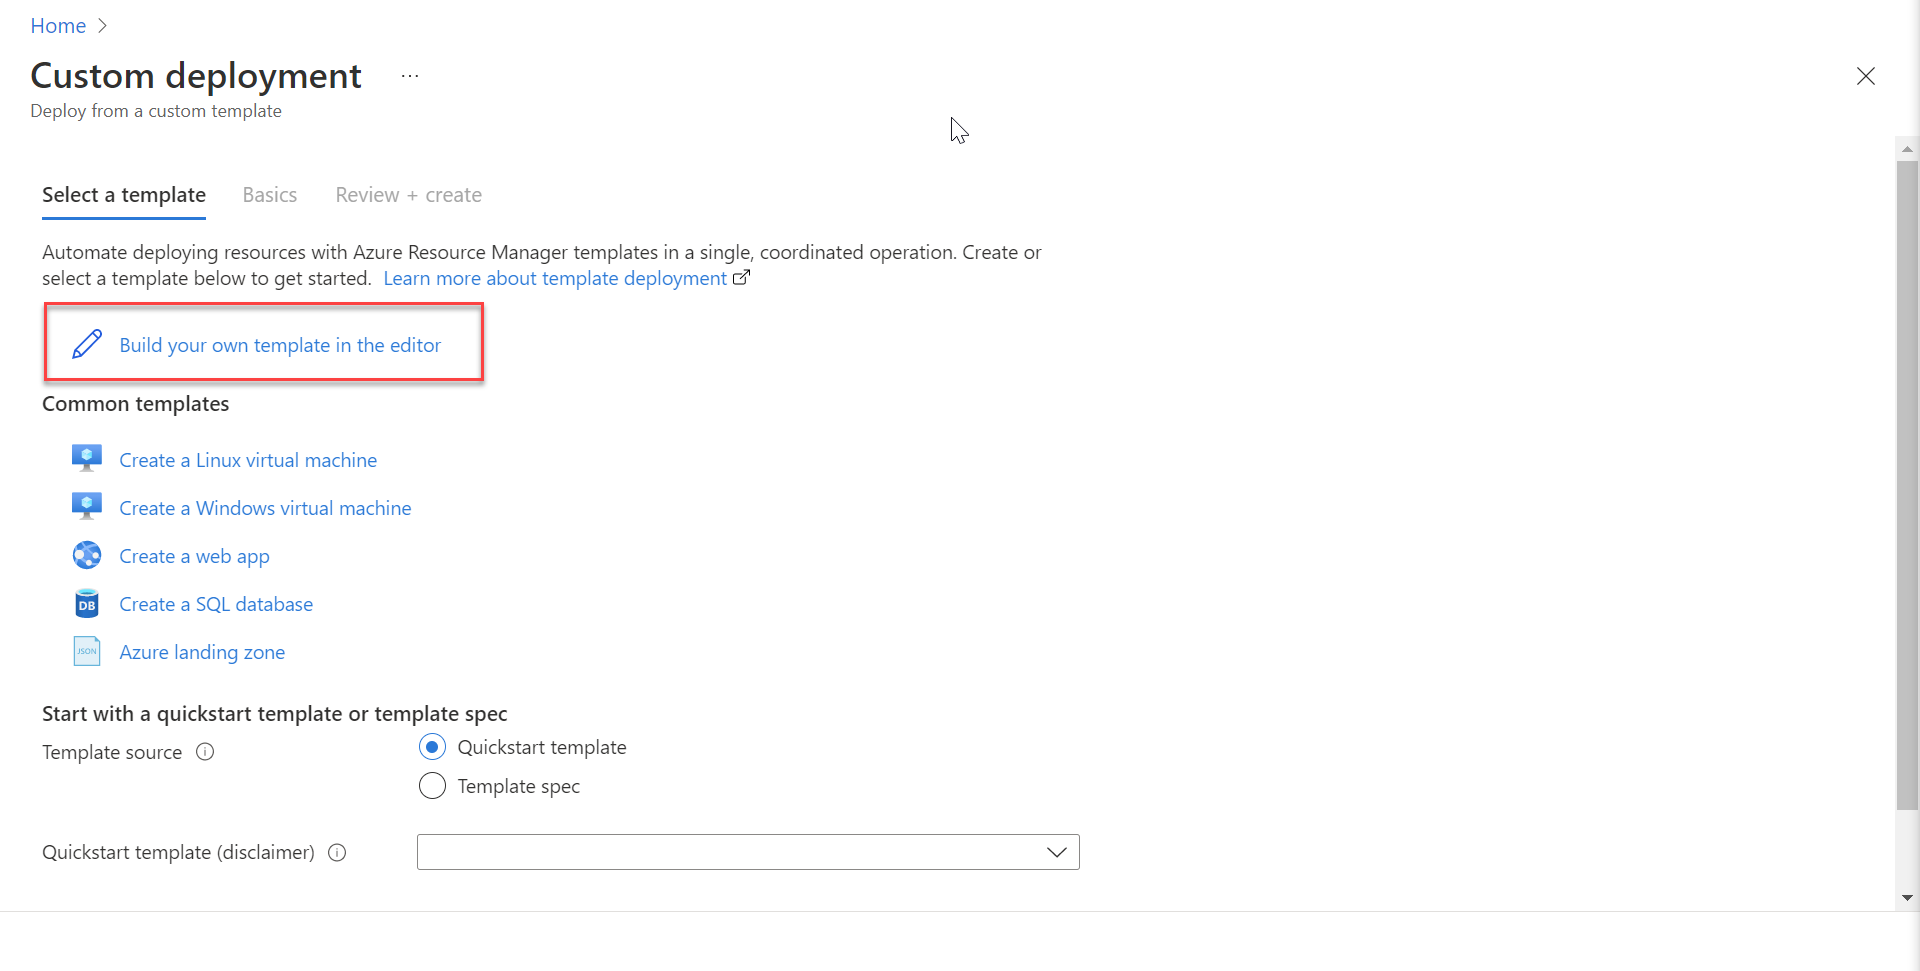 Home
Custom deployment ...
Deploy from a custom template
Select a template Basics Review + create
Automate deploying resources with Azure Resource Manager templates in a single, coordinated operation. Create or
select a template below to get started. Learn more about template deployment
Build your own template in the editor
Common templates
Create a Linux virtual machine
Create a Windows virtual machine
Create a web app
DB Create a SQL database
JSON Azure landing zone
Start with a quickstart template or template spec
Template source Quickstart template
Template spec
Quickstart template (disclaimer)